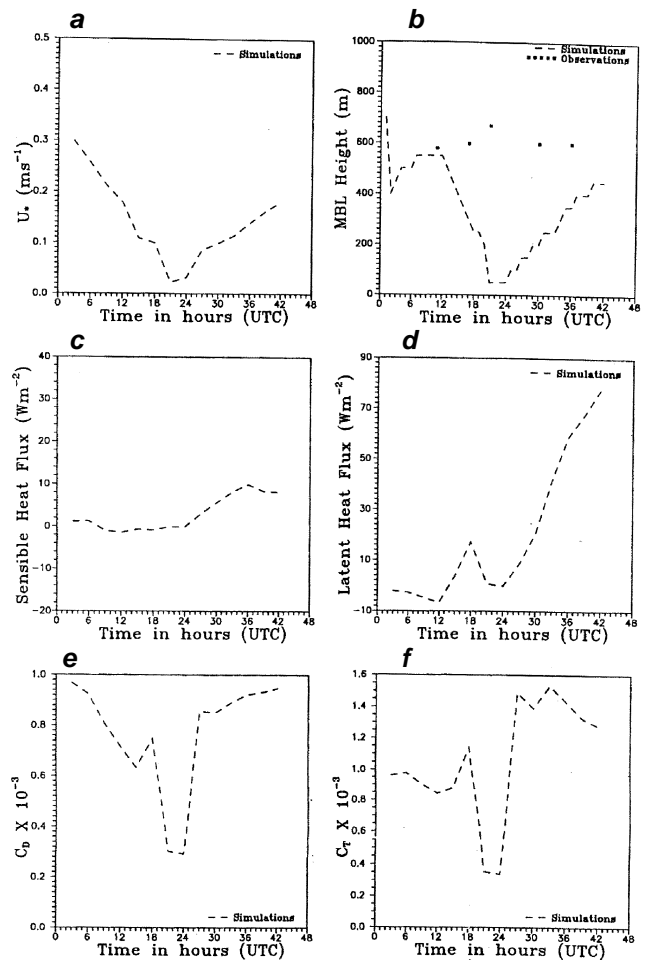 a
b
0.5
0.4
0.3
0.2
0.1
0.0
U* (ms⁻¹)
Simulations
0 6 12 18 24 30 36 42 48
Time in hours (UTC)
1000
800
600
400
200
0
MBL Height (m)
Simulations
Observations
0 6 12 18 24 30 36 42 48
Time in hours (UTC)
c
d
40
30
20
10
0
−10
−20
Sensible Heat Flux (Wm⁻²)
0 6 12 18 24 30 36 42 48
Time in hours (UTC)
90
70
50
30
10
−10
Latent Heat Flux (Wm⁻²)
Simulations
0 6 12 18 24 30 36 42 48
Time in hours (UTC)
e
f
1.0
0.8
0.6
0.4
0.2
0.0
C_D X 10⁻³
Simulations
0 6 12 18 24 30 36 42 48
Time in hours (UTC)
1.6
1.4
1.2
1.0
0.8
0.6
0.4
0.2
0.0
C_T X 10⁻³
Simulations
0 6 12 18 24 30 36 42 48
Time in hours (UTC)